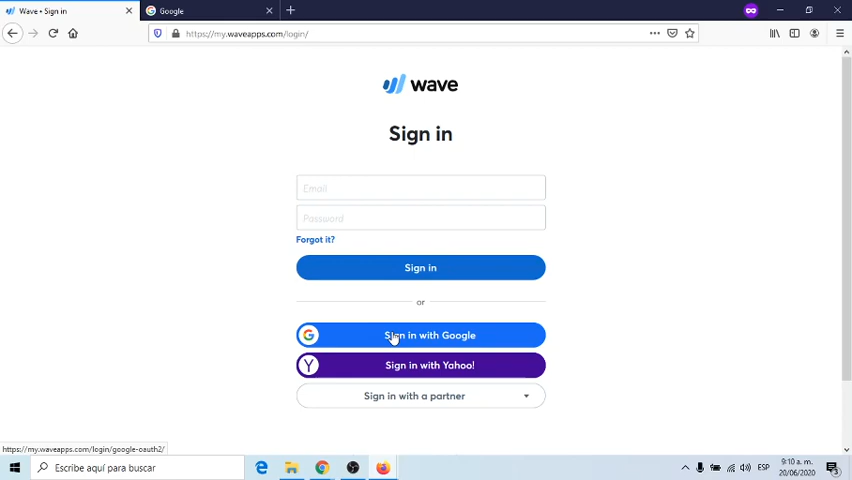 Wave • Sign in
Google
https://my.waveapps.com/login/
wave
Sign in
Email
Password
Forgot it?
Sign in
or
Sign in with Google
Sign in with Yahoo!
Sign in with a partner
https://my.waveapps.com/login/google-oauth2/
Escribe aquí para buscar
ESP
9:10 a. m.
20/06/2020
3